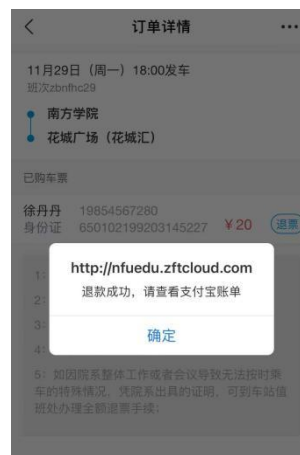 订单详情
11月29日（周一）18:00发车
班次zbnfhc29
南方学院
花城广场（花城汇）
已购车票
徐丹丹 19854567280
身份证 650102199203145227 ￥20 退票
1:
http://nfuedu.zftcloud.com
2:
退款成功，请查看支付宝账单
3:
4:
确定
5: 如因院系整体工作或者会议导致无法按时乘
车的特殊情况，凭院系出具的证明，可到车站值
班处办理全额退票手续；